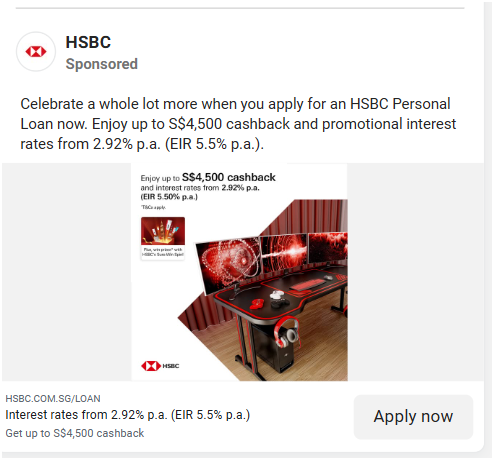 HSBC
Sponsored
Celebrate a whole lot more when you apply for an HSBC Personal
Loan now. Enjoy up to S$4,500 cashback and promotional interest
rates from 2.92% p.a. (EIR 5.5% p.a.).
Enjoy up to S$4,500 cashback
and interest rates from 2.92% p.a.
(EIR 5.50% p.a.)
T&Cs apply.
Plus, win prizes* with
HSBC's Sure-Win Spin!
HSBC
HSBC.COM.SG/LOAN
Interest rates from 2.92% p.a. (EIR 5.5% p.a.)
Get up to S$4,500 cashback
Apply now